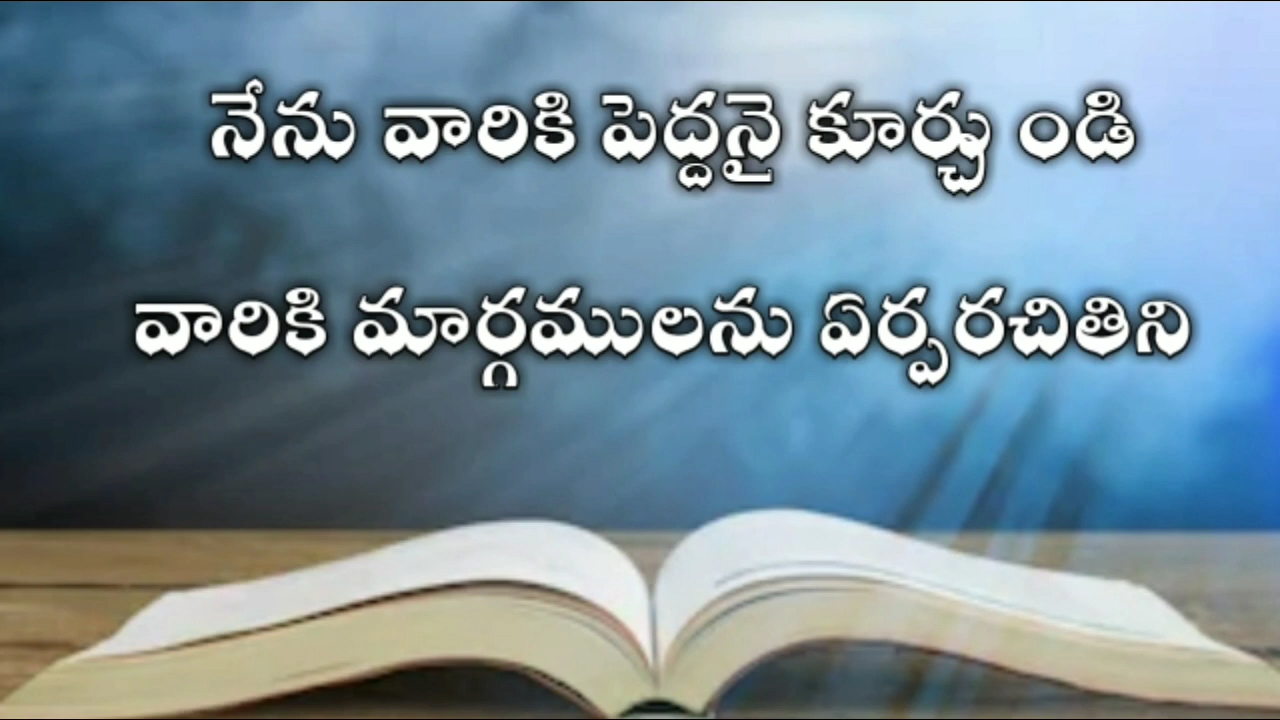 నేను వారికి పెద్దనై కూర్చు ండి
వారికి మార్గములను ఏర్పరచితిని